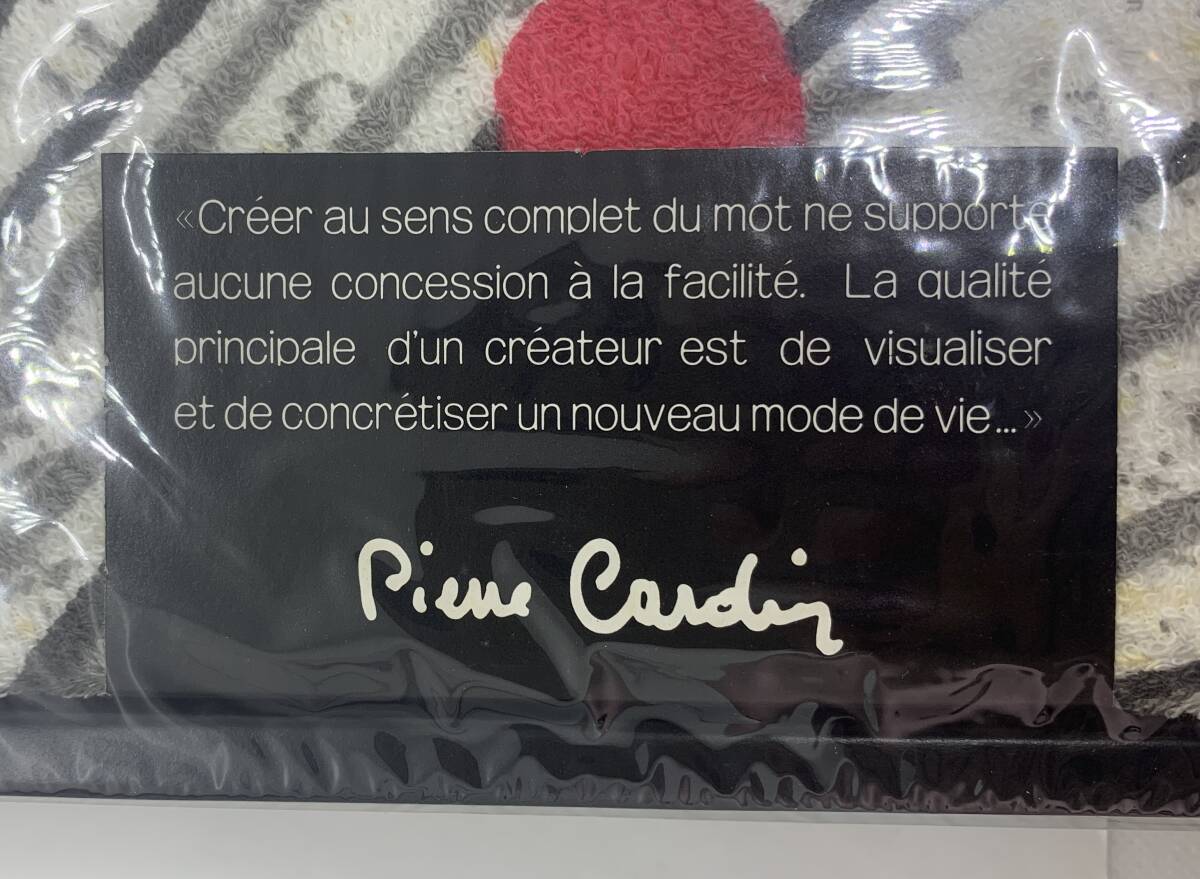 «Créer au sens complet du mot ne supporte
aucune concession à la facilité. La qualité
principale d'un créateur est de visualiser
et de concrétiser un nouveau mode de vie...»
Pierre Cardin